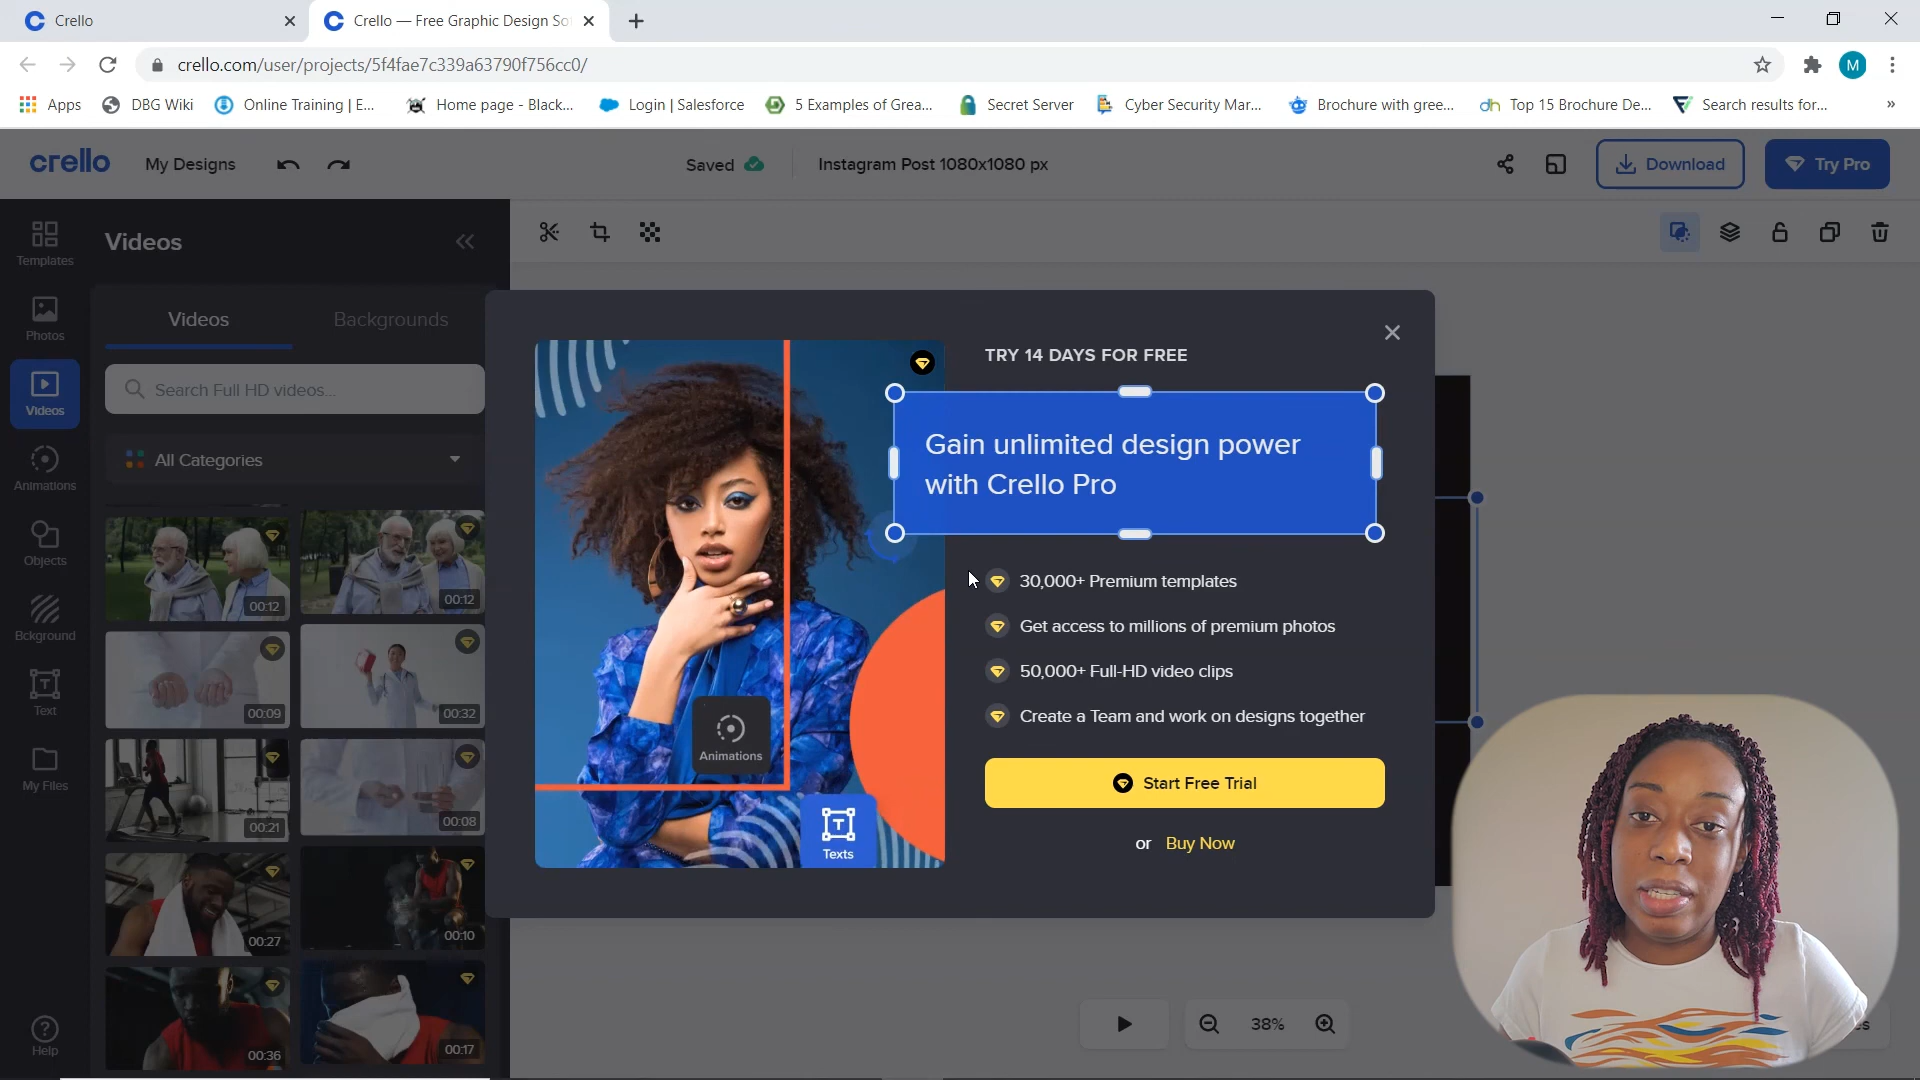 Crello
Crello — Free Graphic Design So
crello.com/user/projects/5f4fae7c339a63790f756cc0/
M
Apps
DBG Wiki
Online Training | E...
Home page - Black...
Login | Salesforce
5 Examples of Grea...
Secret Server
Cyber Security Mar...
Brochure with gree...
Top 15 Brochure De...
Search results for...
»
crello
My Designs
Saved
Instagram Post 1080x1080 px
Download
Try Pro
Templates
Photos
Videos
Animations
Objects
Bckground
Text
My Files
Help
Videos
Videos
Backgrounds
Search Full HD videos...
All Categories
00:12
00:12
00:09
00:32
00:21
00:08
00:27
00:10
00:36
00:17
Animations
Texts
TRY 14 DAYS FOR FREE
Gain unlimited design power
with Crello Pro
30,000+ Premium templates
Get access to millions of premium photos
50,000+ Full-HD video clips
Create a Team and work on designs together
Start Free Trial
or Buy Now
38%